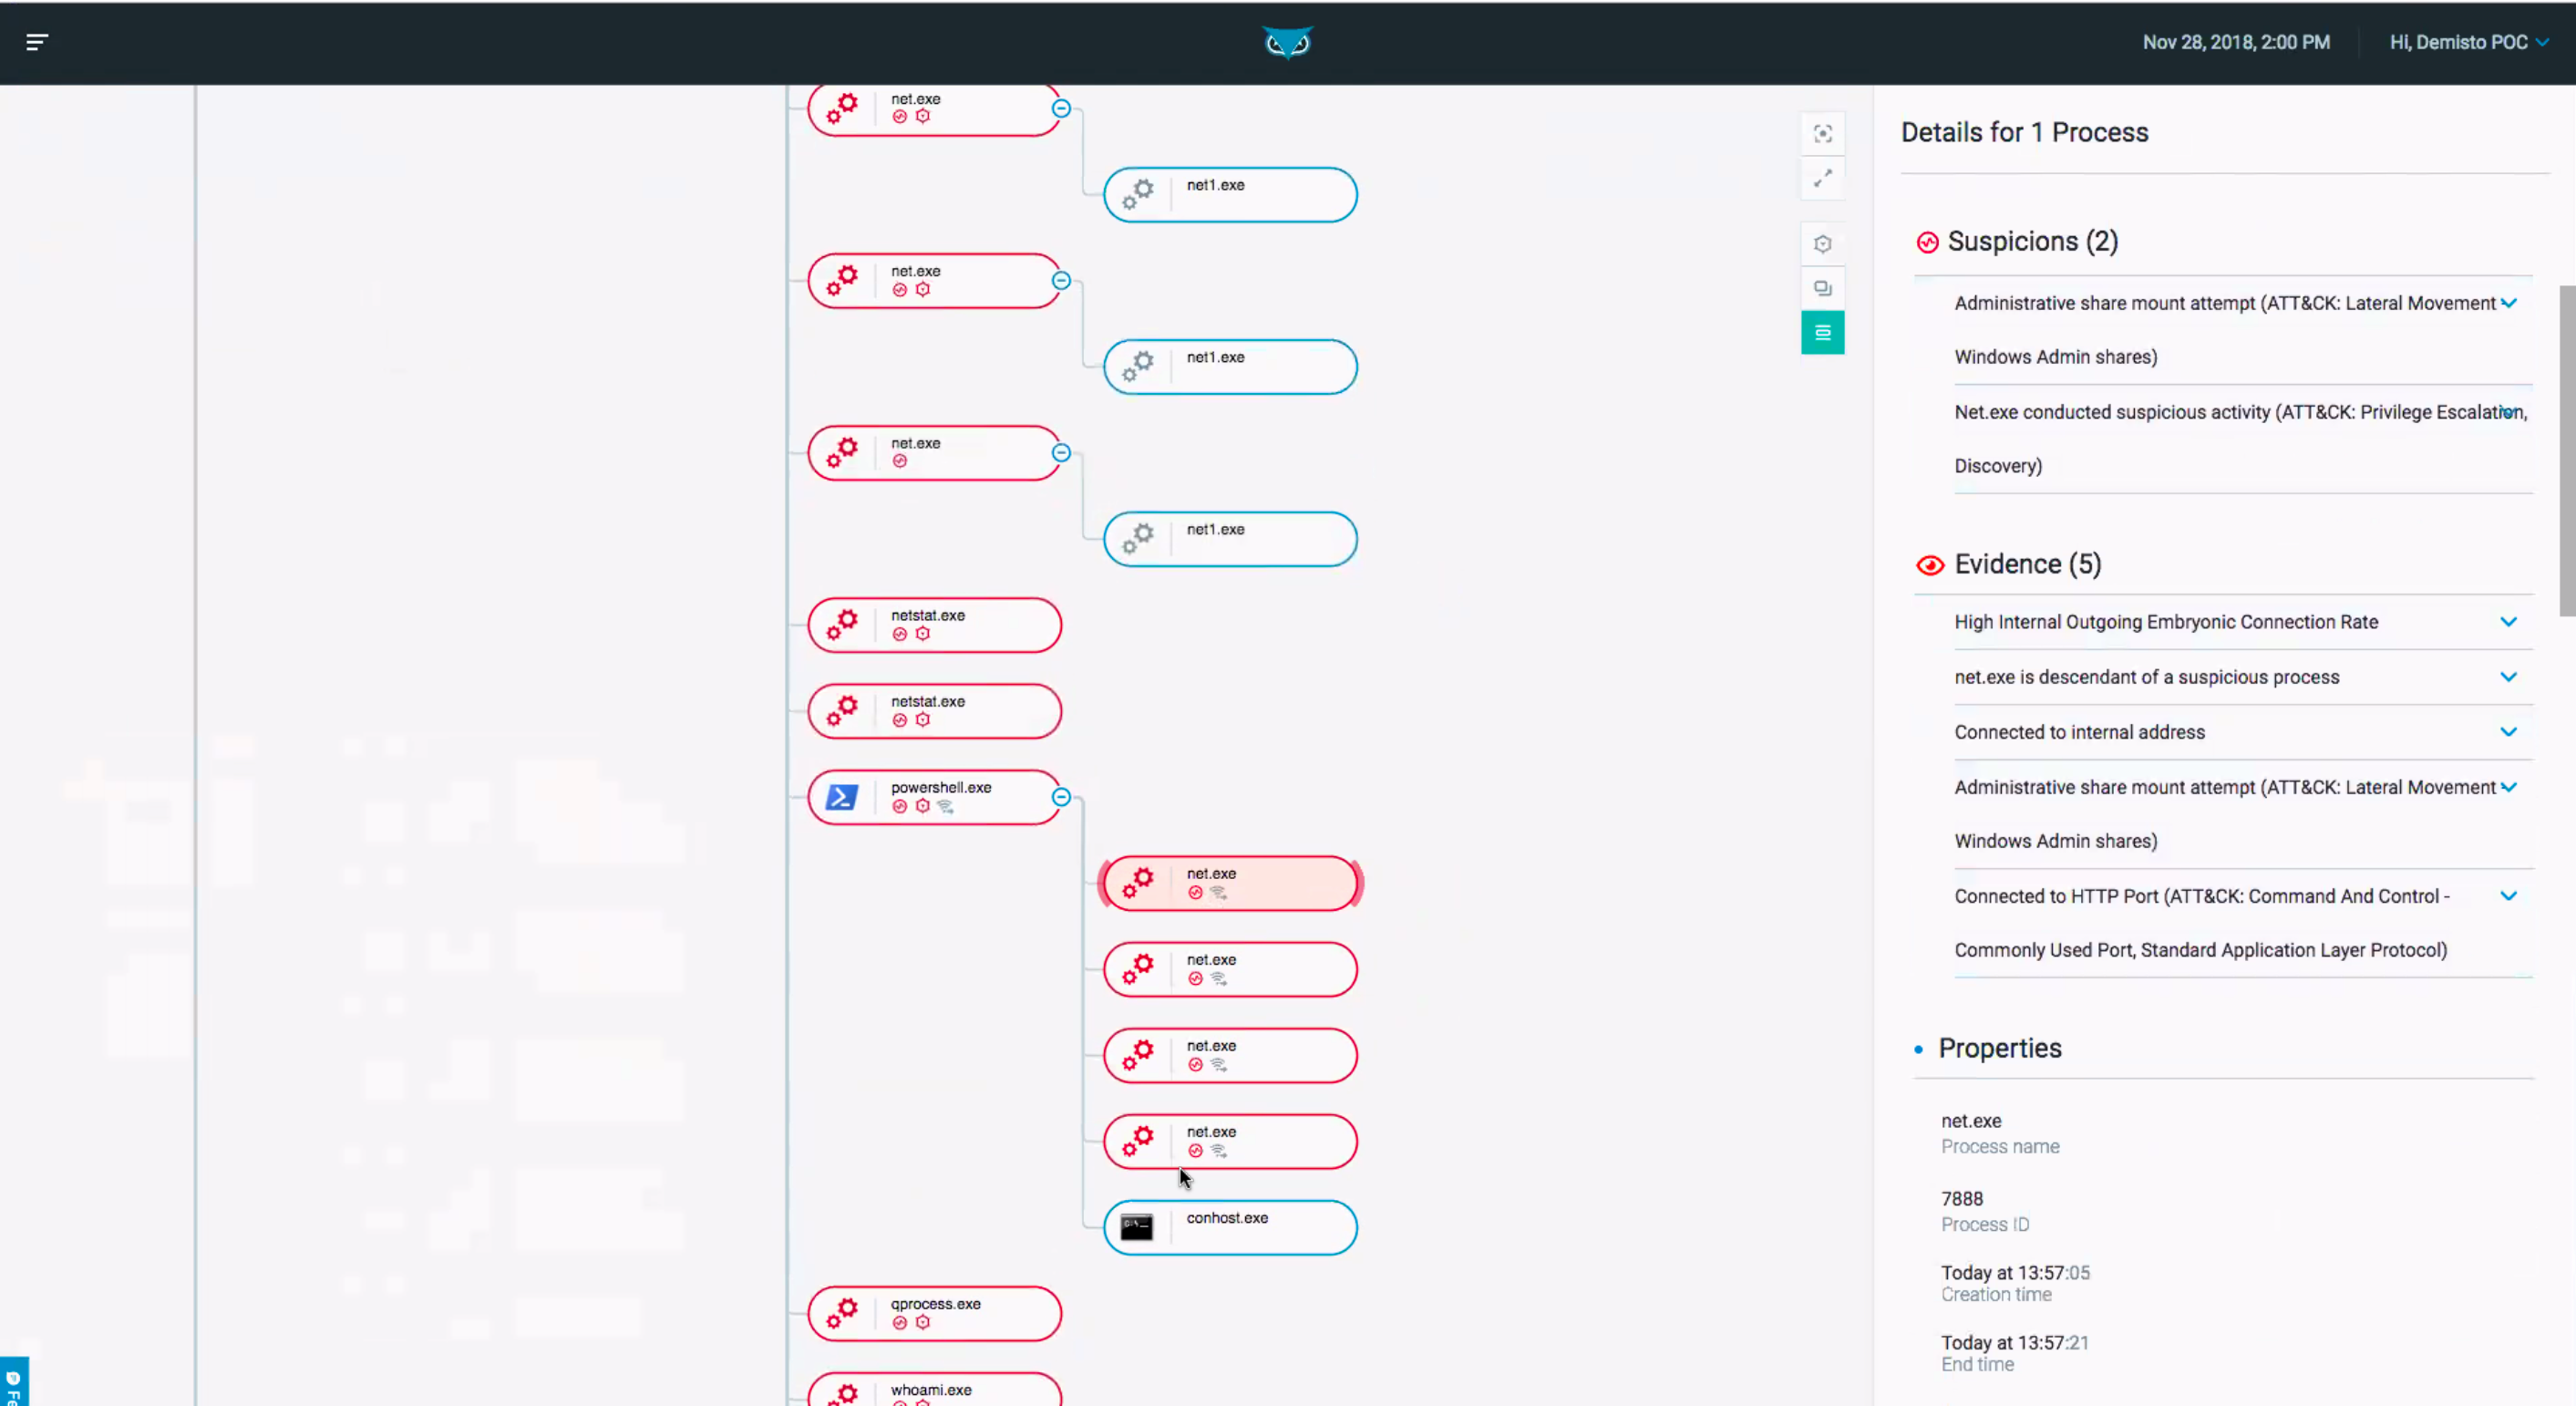 Nov 28, 2018, 2:00 PM
Hi, Demisto POC
net.exe
net1.exe
net.exe
net1.exe
net.exe
net1.exe
netstat.exe
netstat.exe
powershell.exe
net.exe
net.exe
net.exe
net.exe
conhost.exe
qprocess.exe
whoami.exe
Details for 1 Process
Suspicions (2)
Administrative share mount attempt (ATT&CK: Lateral Movement -
Windows Admin shares)
Net.exe conducted suspicious activity (ATT&CK: Privilege Escalation,
Discovery)
Evidence (5)
High Internal Outgoing Embryonic Connection Rate
net.exe is descendant of a suspicious process
Connected to internal address
Administrative share mount attempt (ATT&CK: Lateral Movement -
Windows Admin shares)
Connected to HTTP Port (ATT&CK: Command And Control -
Commonly Used Port, Standard Application Layer Protocol)
Properties
net.exe
Process name
7888
Process ID
Today at 13:57:05
Creation time
Today at 13:57:21
End time